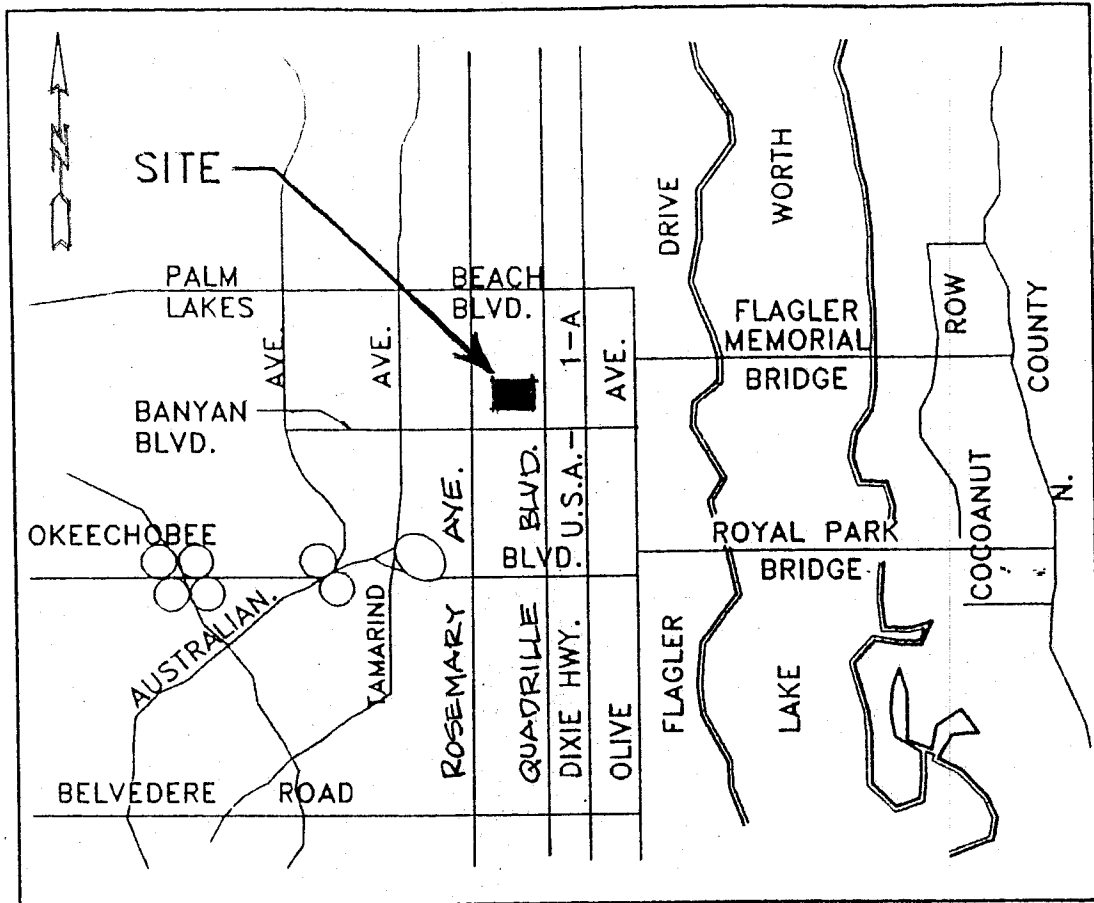 N
SITE
PALM BEACH
LAKES BLVD.
AVE.
AVE.
BANYAN
BLVD.
OKEECHOBEE BLVD.
AUSTRALIAN.
TAMARIND
ROSEMARY AVE.
QUADRILLE BLVD.
DIXIE HWY. U.S.A.-1-A
OLIVE AVE.
FLAGLER DRIVE
LAKE WORTH
FLAGLER
MEMORIAL
BRIDGE
ROYAL PARK
BRIDGE
COCOANUT ROW
N. COUNTY
BELVEDERE ROAD